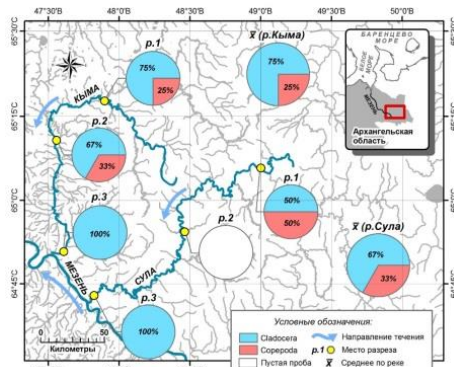 47°30' 48°0' 48°30' 49°0' 49°30' 50°0'
65°30'
65°15'
65°0'
64°45'
р.1
75%
25%
x̄ (р.Кыма)
75%
25%
БАРЕНЦЕВО
МОРЕ
БЕЛОЕ
МОРЕ
МЕЗЕНЬ
Архангельская
область
КЫМА
р.2
67%
33%
р.3
100%
р.1
50%
50%
р.2
x̄ (р.Сула)
67%
33%
МЕЗЕНЬ
СУЛА
р.3
100%
0 50
Километры
Условные обозначения:
Cladocera
Copepoda
Пустая проба
Направление течения
р.1 Место разреза
x̄ Среднее по реке